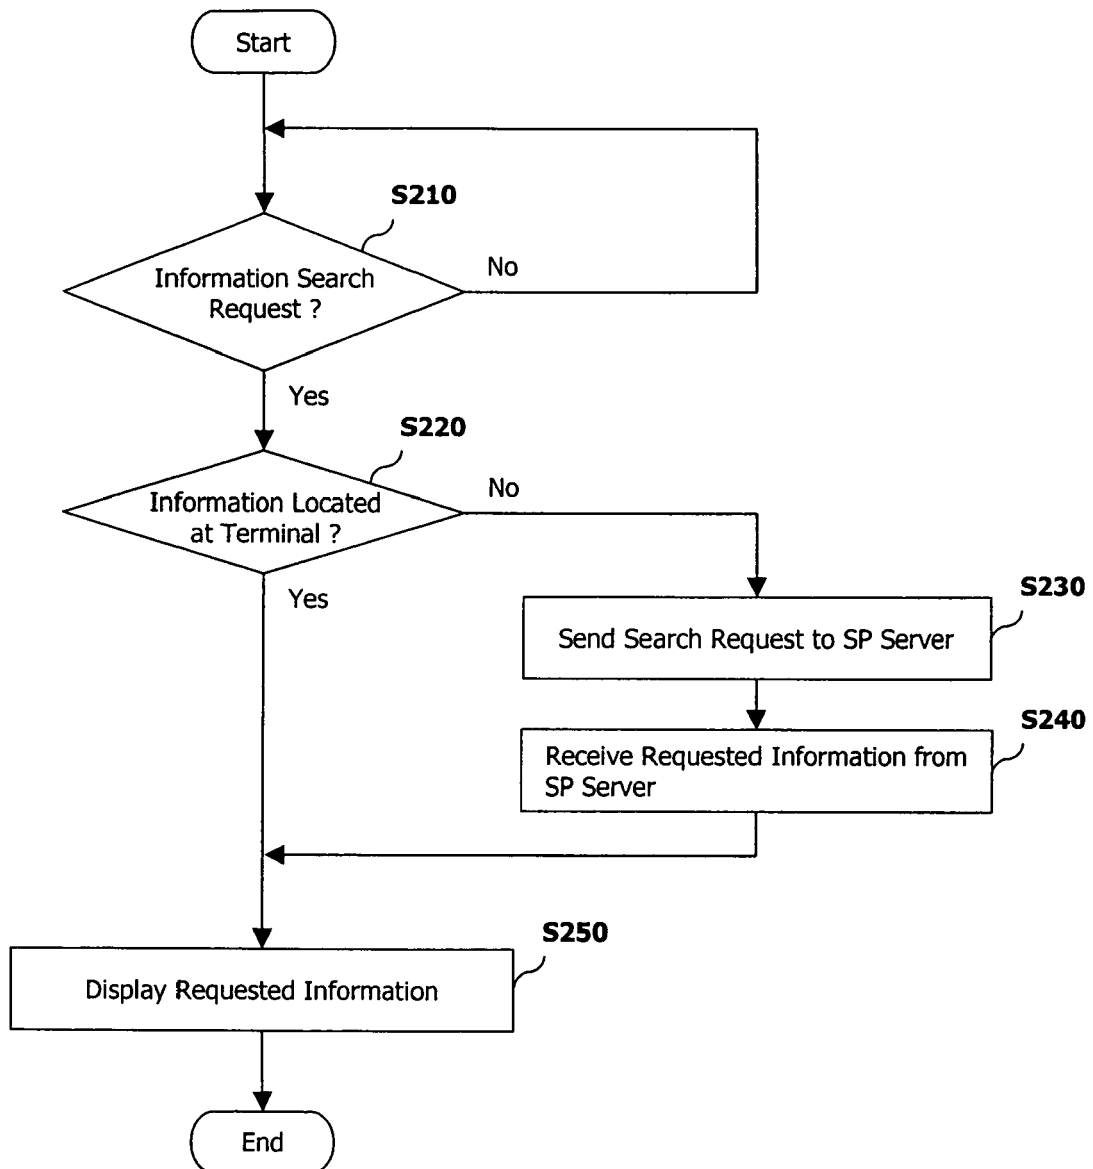 Start
S210
Information Search
Request ?
No
Yes
S220
Information Located
at Terminal ?
No
Yes
S230
Send Search Request to SP Server
S240
Receive Requested Information from
SP Server
S250
Display Requested Information
End